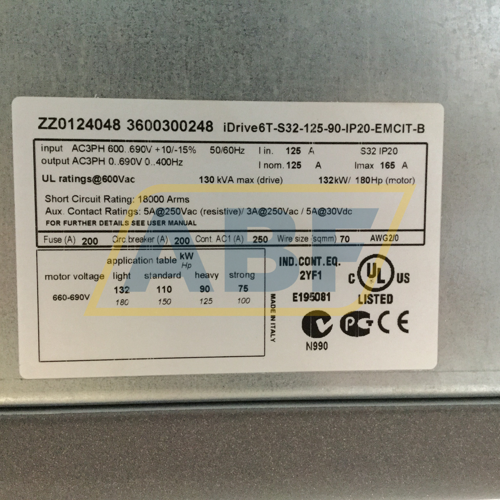 ZZ0124048 3600300248 iDrive6T-S32-125-90-IP20-EMCIT-B
input AC3PH 600..690V +10/-15% 50/60Hz I in. 125 A S32 IP20
output AC3PH 0..690V 0..400Hz I nom. 125 A Imax 165 A
UL ratings@600Vac 130 kVA max (drive) 132kW/ 180Hp (motor)
Short Circuit Rating: 18000 Arms
Aux. Contact Ratings: 5A@250Vac (resistive)/ 3A@250Vac / 5A@30Vdc
FOR FURTHER DETAILS SEE USER MANUAL
Fuse (A) 200 Circ breaker (A) 200 Cont. AC1 (A) 250 Wire size (sqmm) 70 AWG2/0
application table kW Hp
motor voltage light standard heavy strong
660-690V 132 110 90 75
180 150 125 100
IND.CONT.EQ.
2YF1
E195081
MADE IN ITALY
C UL US
LISTED
N990
PG CE
ABF